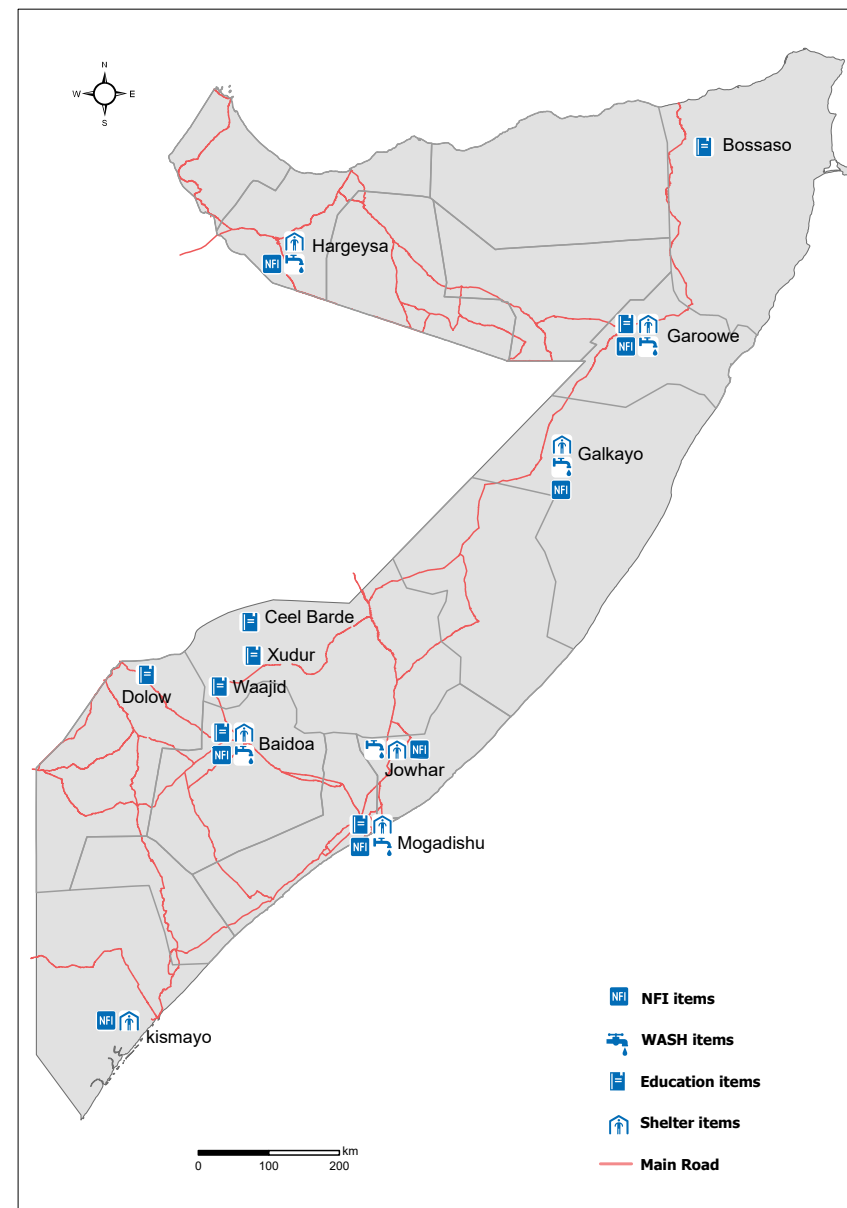 N
W
E
S
Bossaso
Hargeysa
NFI
Garoowe
NFI
Galkayo
NFI
Ceel Barde
Xudur
Waajid
Dolow
Baidoa
NFI
NFI
Jowhar
Mogadishu
NFI
NFI
kismayo
NFI NFI items
WASH items
Education items
Shelter items
Main Road
km
0 100 200